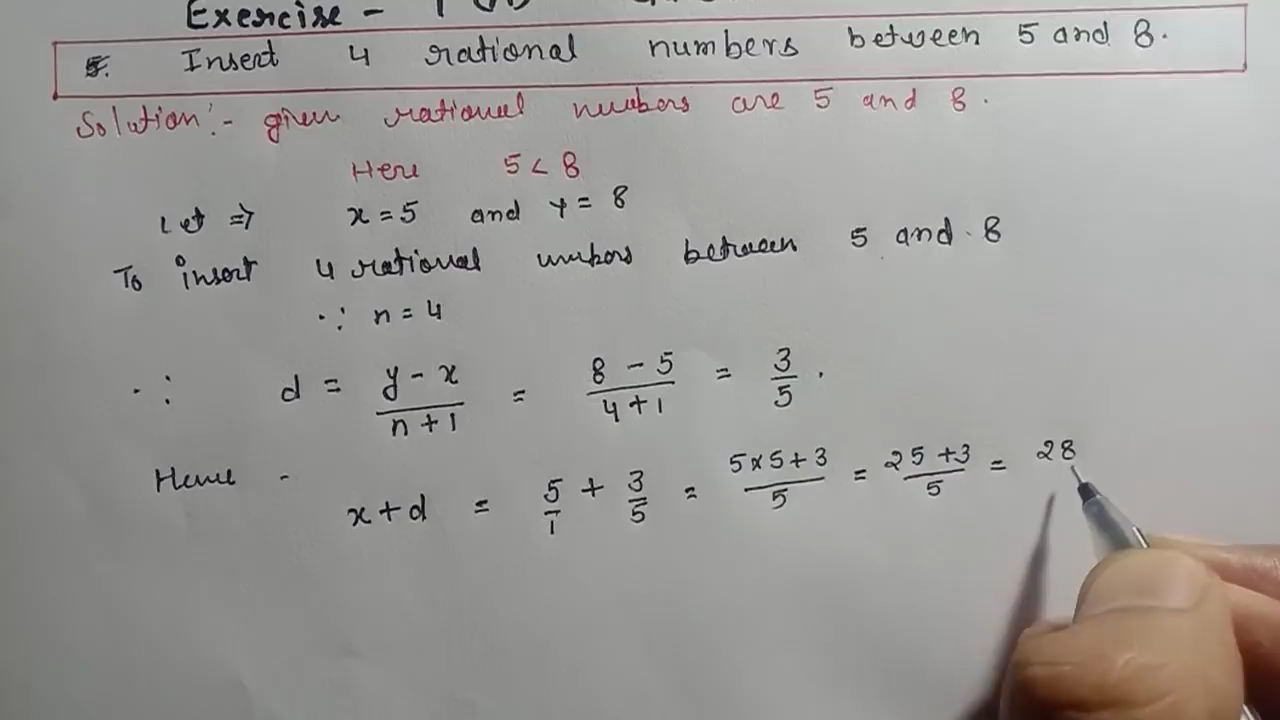 Exercise -
5. Insert 4 rational numbers between 5 and 8.
Solution:- given rational numbers are 5 and 8.
Here 5 < 8
Let ⇒ x = 5 and y = 8
To insert 4 rational numbers between 5 and 8
∵ n = 4
∵ d = (y - x)/(n + 1) = (8 - 5)/(4 + 1) = 3/5.
Hence - x + d = 5/1 + 3/5 = (5×5+3)/5 = (25+3)/5 = 28